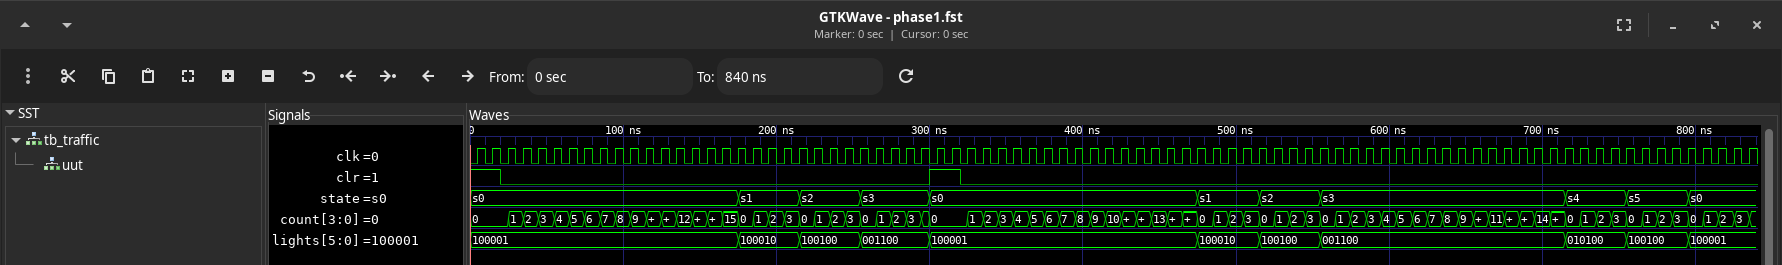 GTKWave - phase1.fst
Marker: 0 sec | Cursor: 0 sec
From: 0 sec To: 840 ns
SST
tb_traffic
uut
Signals
clk=0
clr=1
state=s0
count[3:0]=0
lights[5:0]=100001
Waves
0 100 ns 200 ns 300 ns 400 ns 500 ns 600 ns 700 ns 800 ns
s0 s1 s2 s3 s0 s1 s2 s3 s4 s5 s0
0 1 2 3 4 5 6 7 8 9 + + 12 + + 15 0 1 2 3 0 1 2 3 0 1 2 3 0 1 2 3 4 5 6 7 8 9 10 + + 13 + + 0 1 2 3 0 1 2 3 0 1 2 3 4 5 6 7 8 9 + 11 + + 14 + 0 1 2 3 0 1 2 3 0 1 2 3
100001 100010 100100 001100 100001 100010 100100 001100 010100 100100 100001